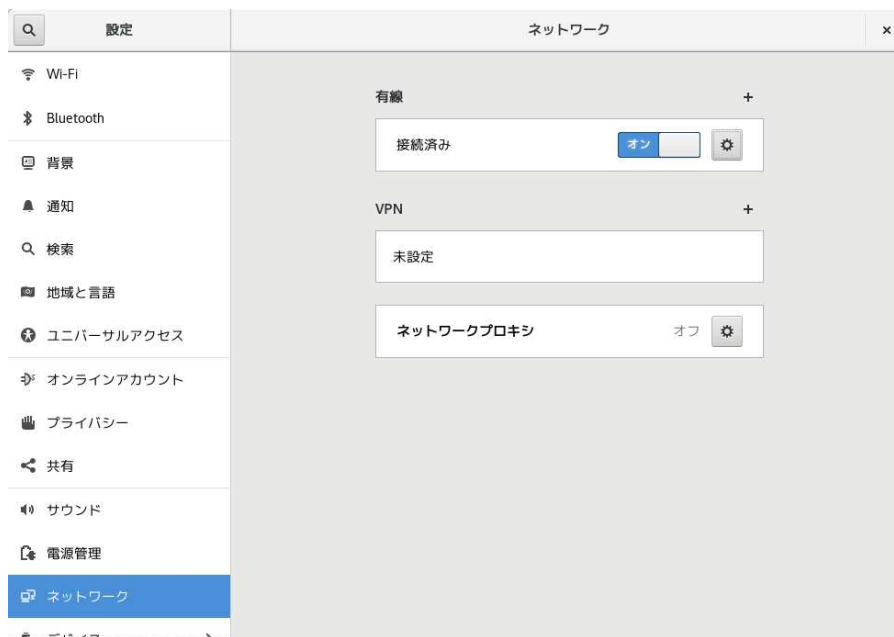 設定
ネットワーク
Wi-Fi
Bluetooth
背景
通知
検索
地域と言語
ユニバーサルアクセス
オンラインアカウント
プライバシー
共有
サウンド
電源管理
ネットワーク
有線
接続済み
オン
VPN
未設定
ネットワークプロキシ
オフ